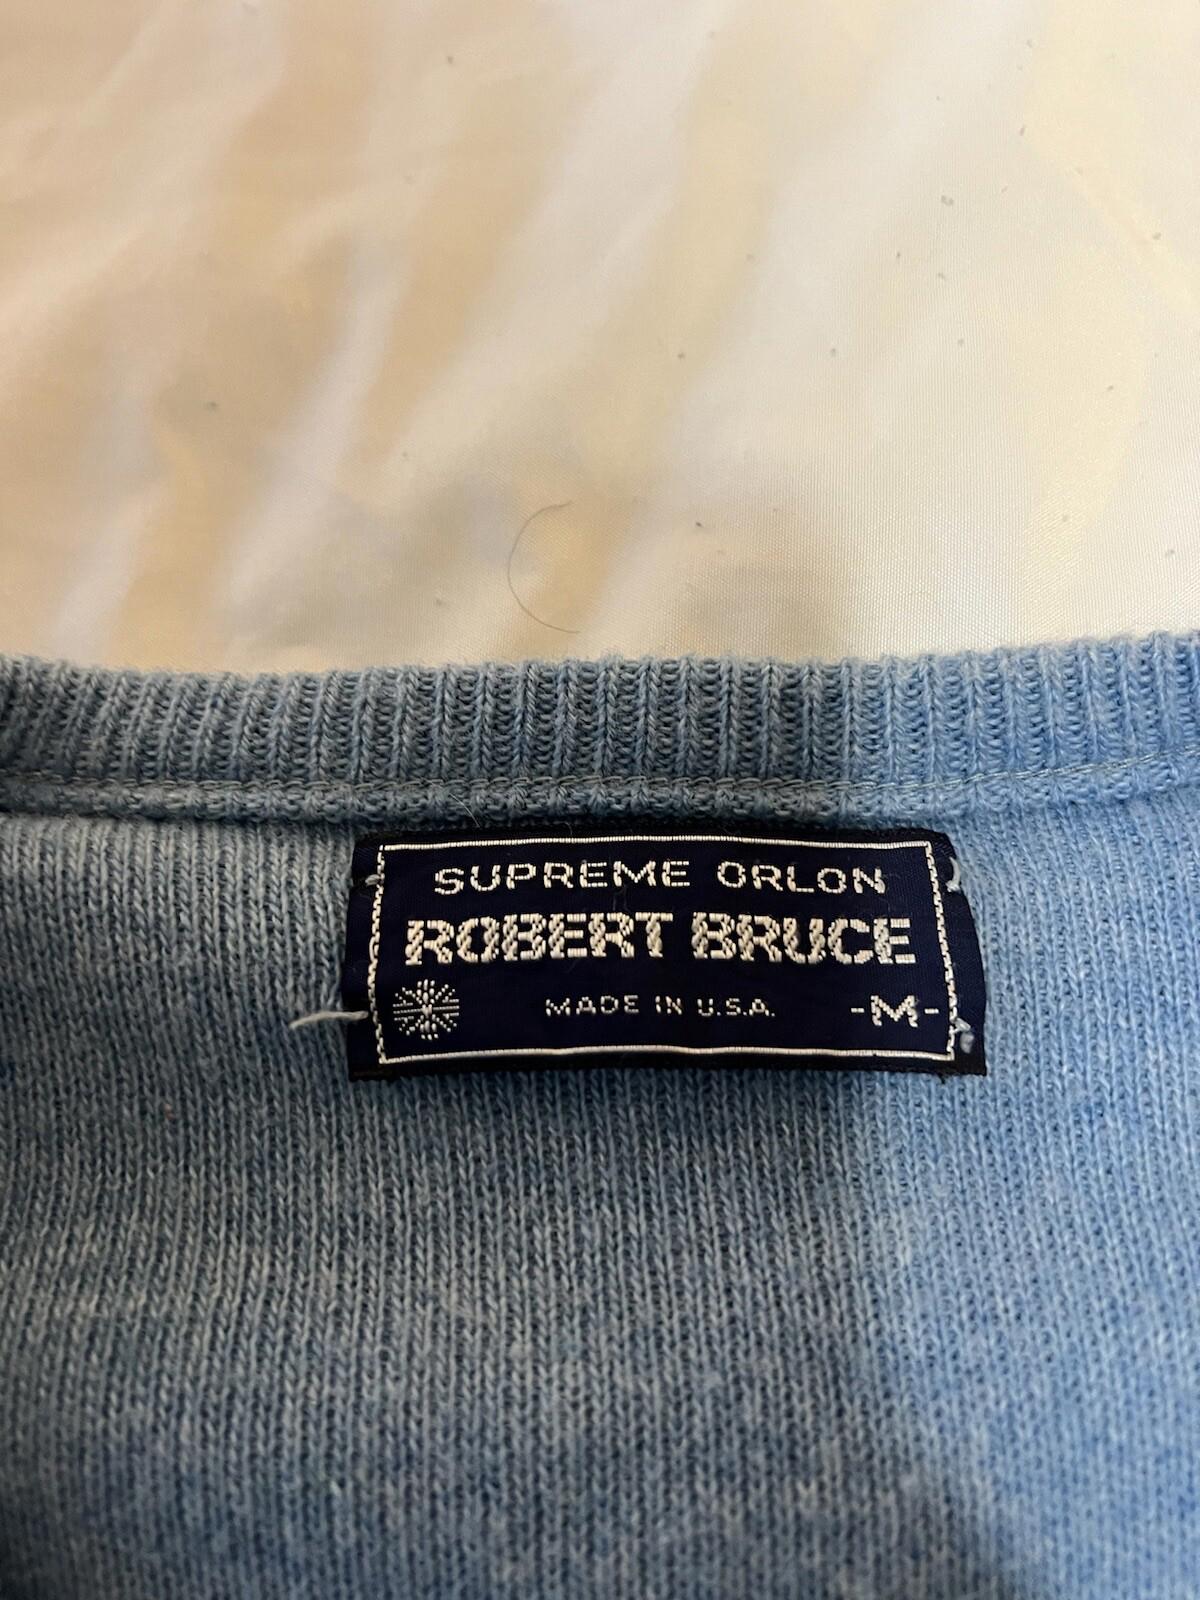 SUPREME ORLON
ROBERT BRUCE
MADE IN U.S.A. -M-